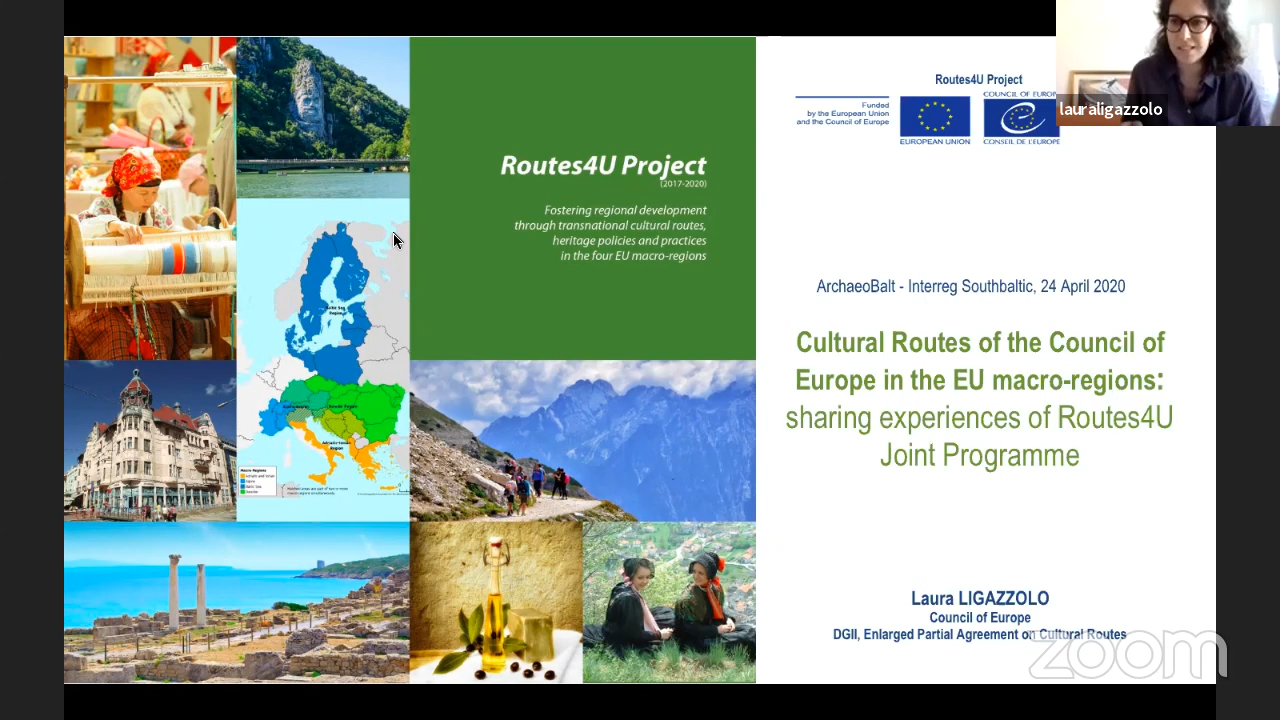 Routes4U Project
(2017-2020)
Fostering regional development
through transnational cultural routes,
heritage policies and practices
in the four EU macro-regions
Macro Regions
Routes4U Project
Funded
by the European Union
and the Council of Europe
EUROPEAN UNION
COUNCIL OF EUROP
CONSEIL DE L'EUROPE
lauraligazzolo
ArchaeoBalt - Interreg Southbaltic, 24 April 2020
Cultural Routes of the Council of
Europe in the EU macro-regions:
sharing experiences of Routes4U
Joint Programme
Laura LIGAZZOLO
Council of Europe
DGII, Enlarged Partial Agreement on Cultural Routes
zoom